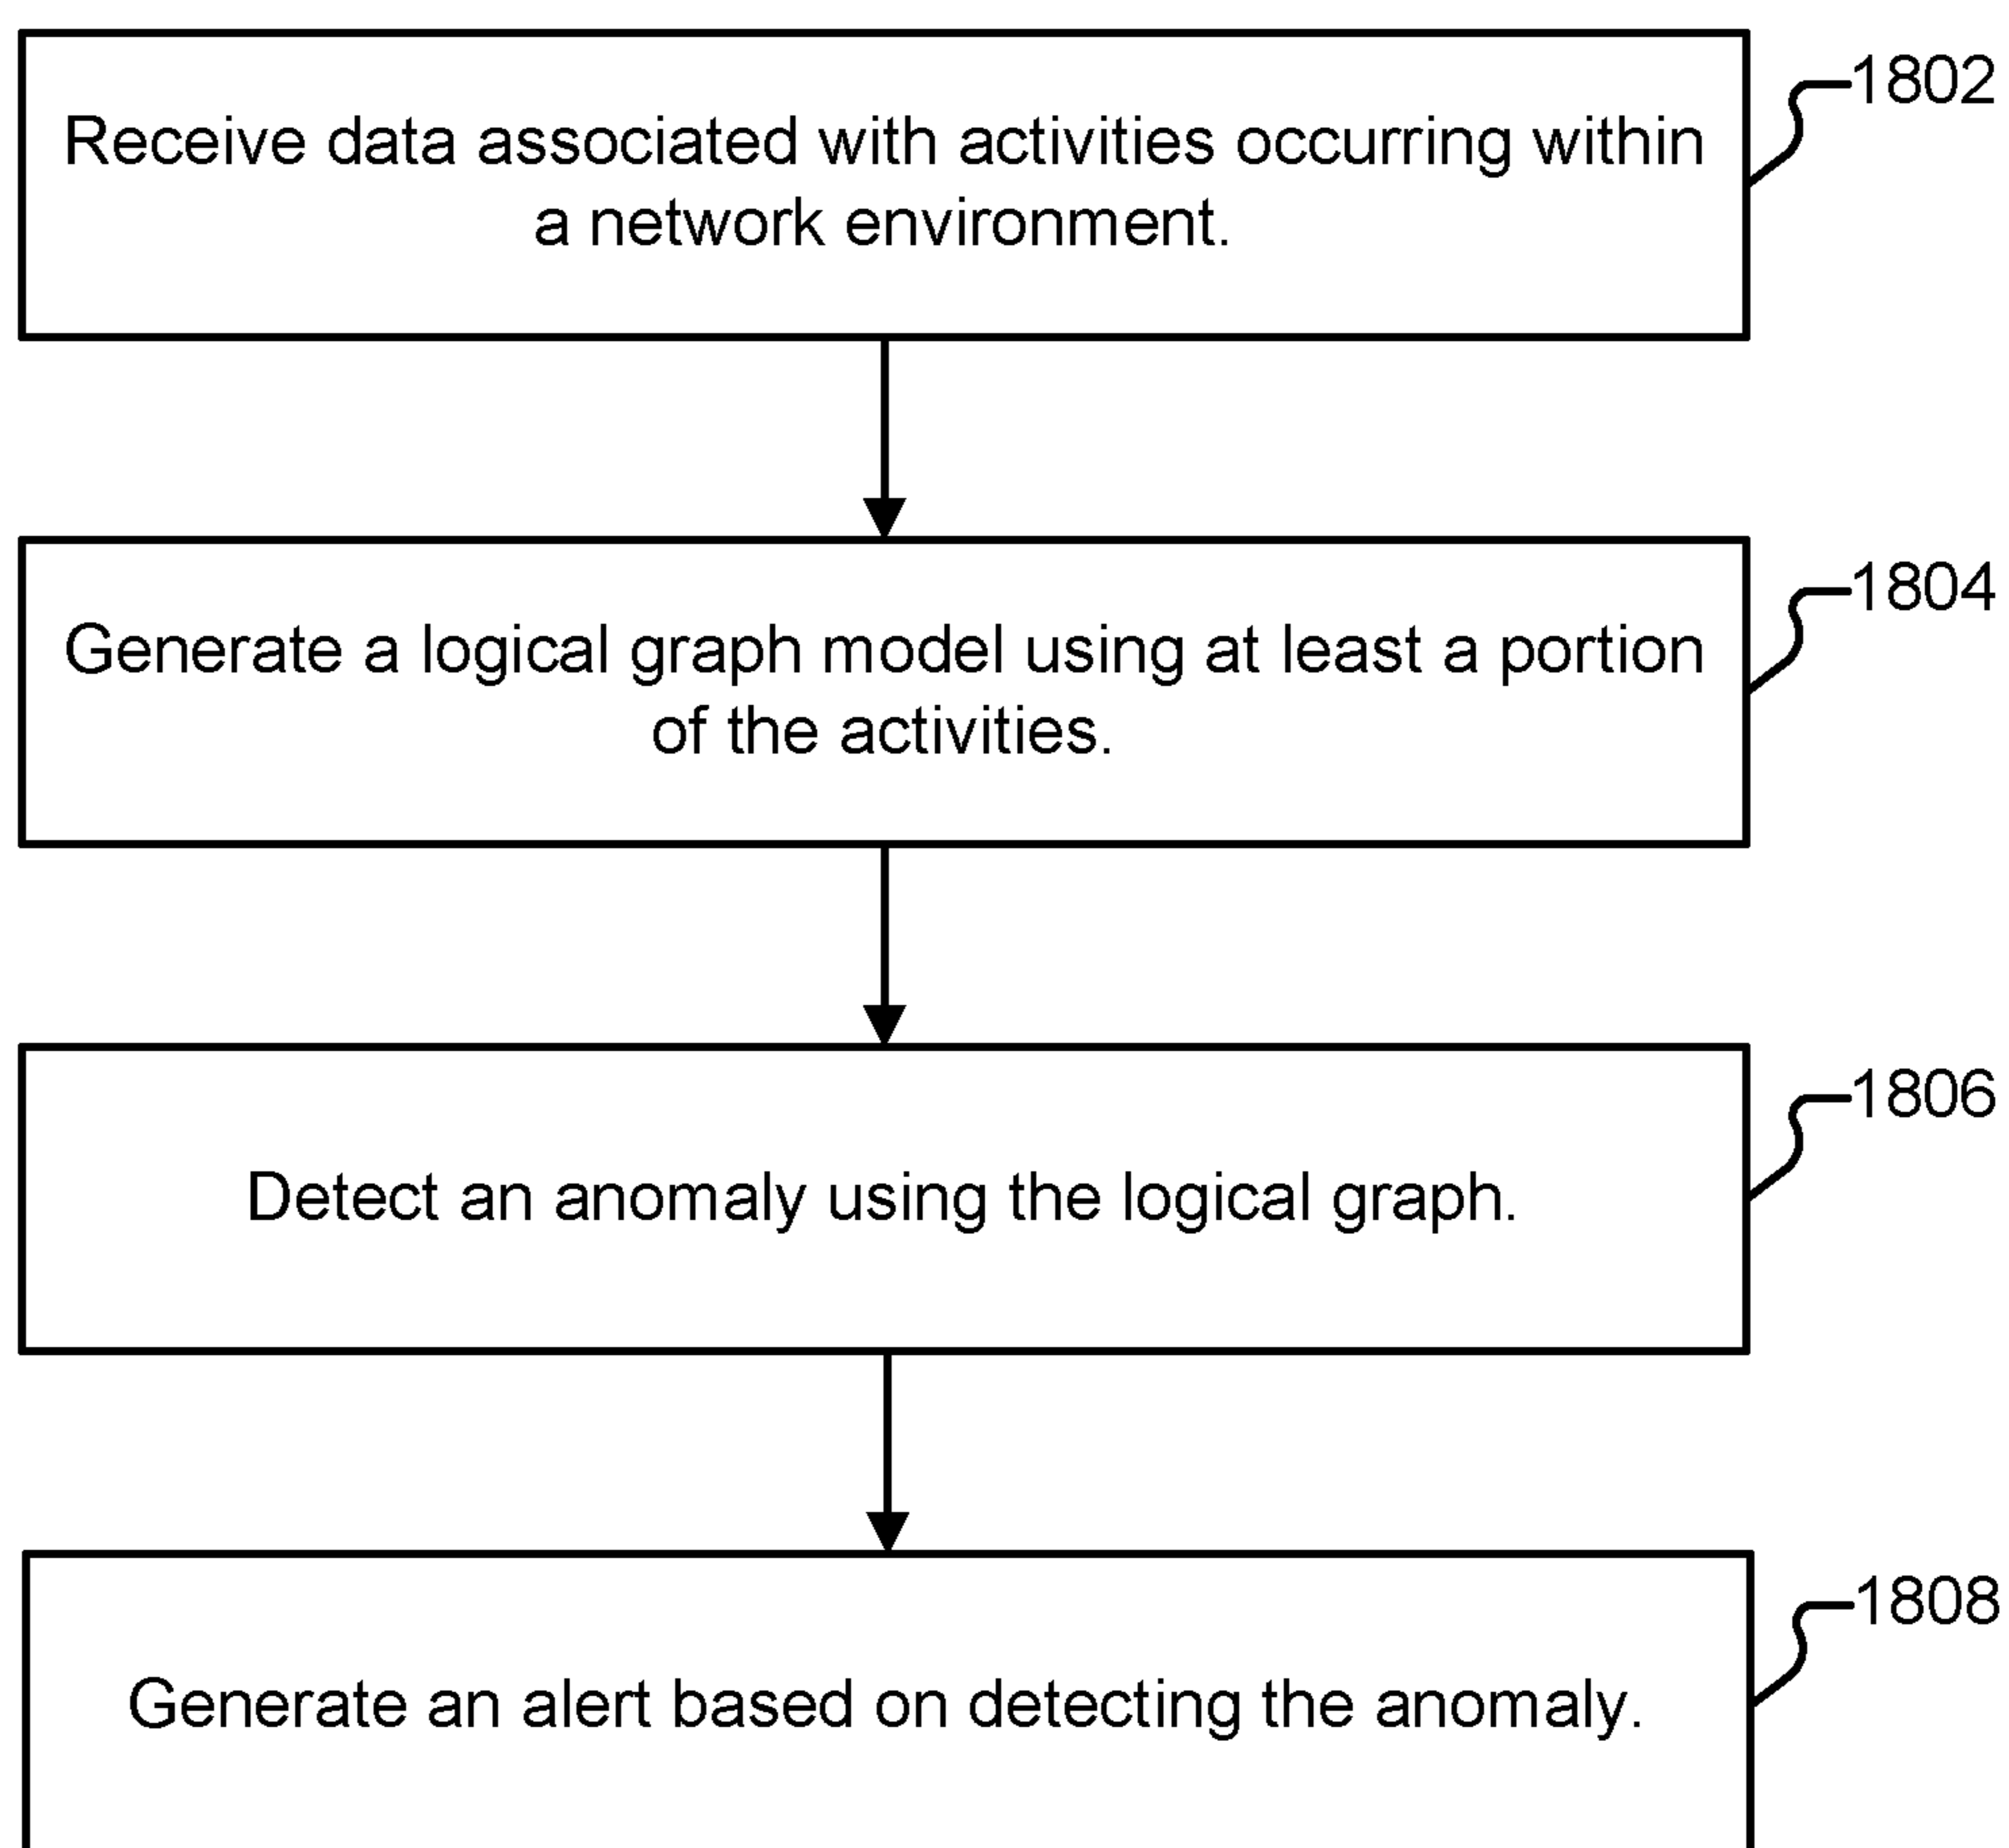 1802
Receive data associated with activities occurring within
a network environment.
1804
Generate a logical graph model using at least a portion
of the activities.
1806
Detect an anomaly using the logical graph.
1808
Generate an alert based on detecting the anomaly.